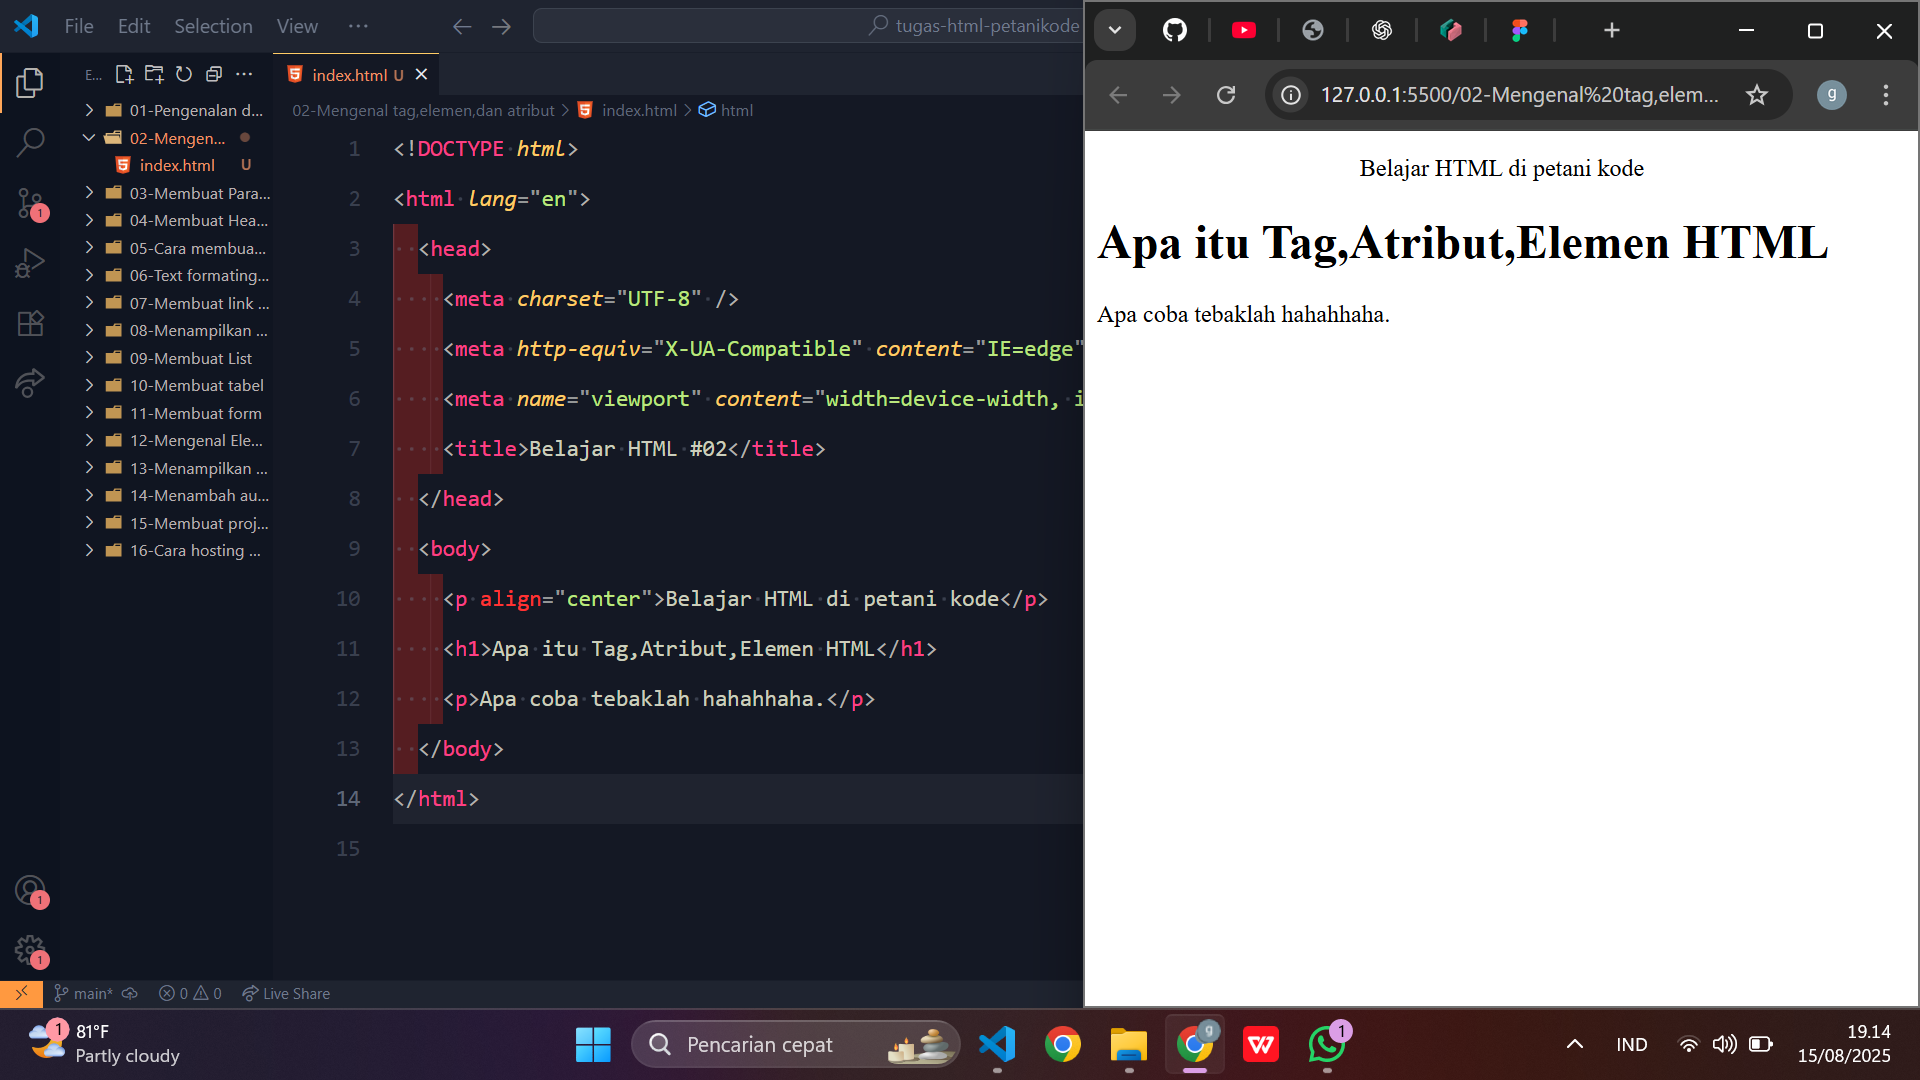 File Edit Selection View ··· tugas-html-petanikode
E... index.html U
01-Pengenalan d...
02-Mengen...
index.html U
03-Membuat Para...
04-Membuat Hea...
05-Cara membua...
06-Text formating...
07-Membuat link ...
08-Menampilkan ...
09-Membuat List
10-Membuat tabel
11-Membuat form
12-Mengenal Ele...
13-Menampilkan ...
14-Menambah au...
15-Membuat proj...
16-Cara hosting ...
02-Mengenal tag,elemen,dan atribut > index.html > html
1 <!DOCTYPE html>
2 <html lang="en">
3 <head>
4 <meta charset="UTF-8" />
5 <meta http-equiv="X-UA-Compatible" content="IE=edge"
6 <meta name="viewport" content="width=device-width, i
7 <title>Belajar HTML #02</title>
8 </head>
9 <body>
10 <p align="center">Belajar HTML di petani kode</p>
11 <h1>Apa itu Tag,Atribut,Elemen HTML</h1>
12 <p>Apa coba tebaklah hahahhaha.</p>
13 </body>
14 </html>
15
1
1
1
main* 0 0 Live Share
127.0.0.1:5500/02-Mengenal%20tag,elem... g
Belajar HTML di petani kode
Apa itu Tag,Atribut,Elemen HTML
Apa coba tebaklah hahahhaha.
1 81°F
Partly cloudy
Pencarian cepat
g
W
1
IND
19.14
15/08/2025